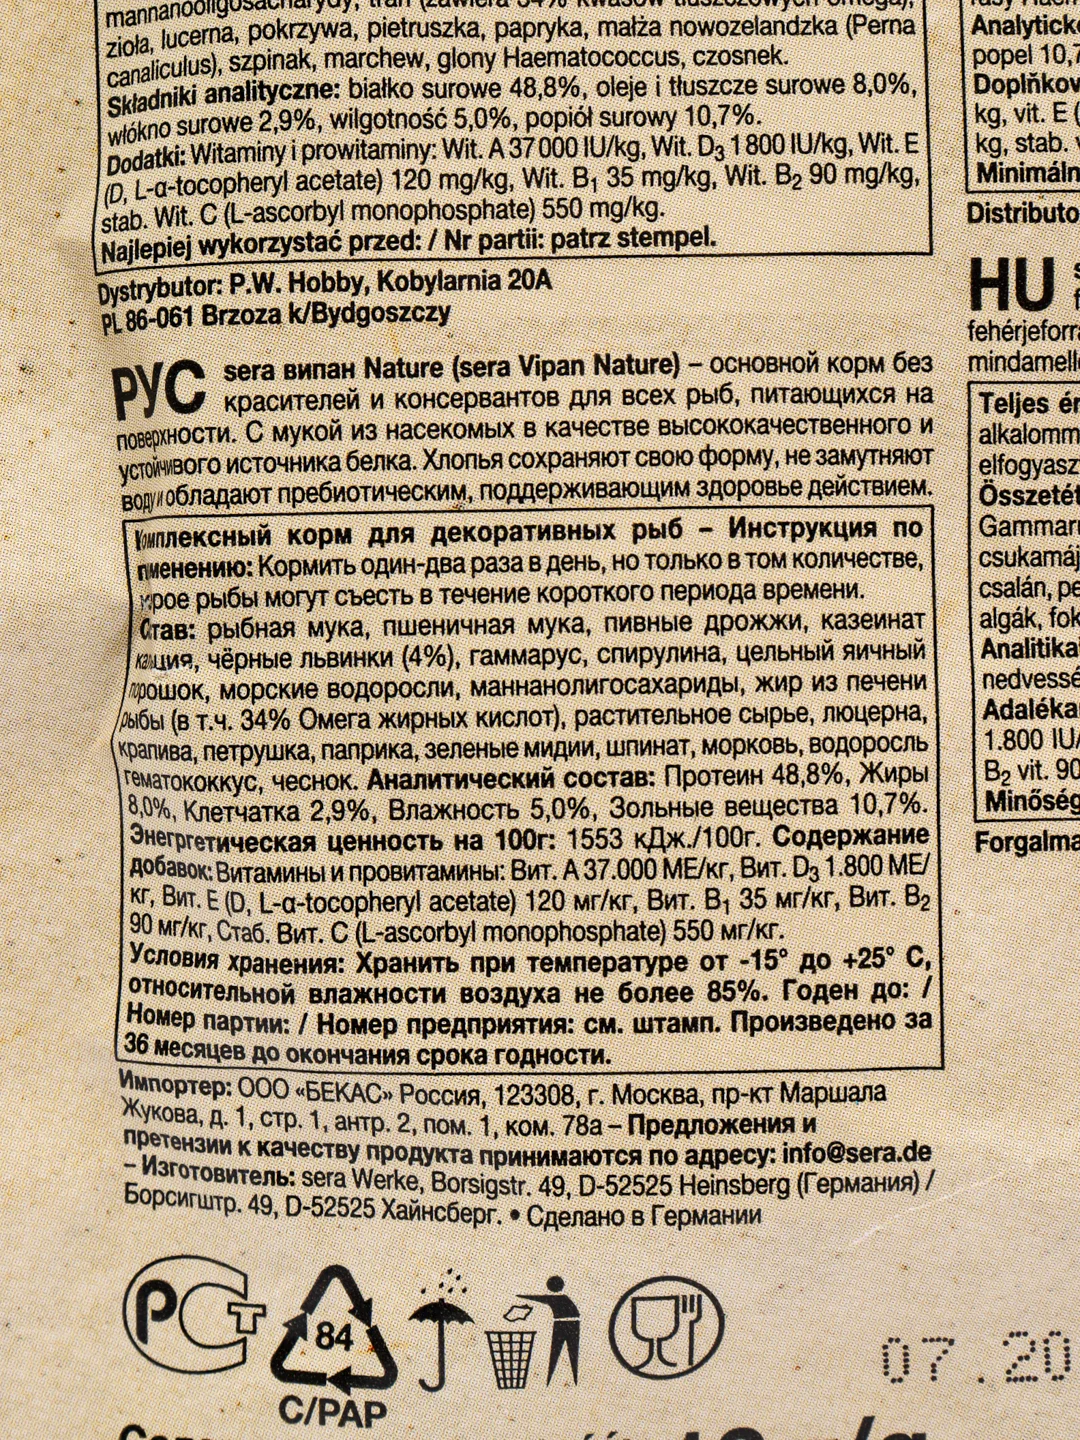 mannanooligosacharydy, tran (zawiera 34% kwasów tłuszczowych omega),
zioła, lucerna, pokrzywa, pietruszka, papryka, małża nowozelandzka (Perna
canaliculus), szpinak, marchew, glony Haematococcus, czosnek.
Składniki analityczne: białko surowe 48,8%, oleje i tłuszcze surowe 8,0%,
włókno surowe 2,9%, wilgotność 5,0%, popiół surowy 10,7%.
Dodatki: Witaminy i prowitaminy: Wit. A 37 000 IU/kg, Wit. D3 1 800 IU/kg, Wit. E
(D, L-α-tocopheryl acetate) 120 mg/kg, Wit. B1 35 mg/kg, Wit. B2 90 mg/kg,
stab. Wit. C (L-ascorbyl monophosphate) 550 mg/kg.
Najlepiej wykorzystać przed: / Nr partii: patrz stempel.
Dystrybutor: P.W. Hobby, Kobylarnia 20A
PL 86-061 Brzoza k/Bydgoszczy
РУС sera випан Nature (sera Vipan Nature) – основной корм без
красителей и консервантов для всех рыб, питающихся на
поверхности. С мукой из насекомых в качестве высококачественного и
устойчивого источника белка. Хлопья сохраняют свою форму, не замутняют
воду и обладают пребиотическим, поддерживающим здоровье действием.
Комплексный корм для декоративных рыб – Инструкция по
именению: Кормить один-два раза в день, но только в том количестве,
рое рыбы могут съесть в течение короткого периода времени.
Став: рыбная мука, пшеничная мука, пивные дрожжи, казеинат
кальция, чёрные львинки (4%), гаммарус, спирулина, цельный яичный
порошок, морские водоросли, маннанолигосахариды, жир из печени
рыбы (в т.ч. 34% Омега жирных кислот), растительное сырье, люцерна,
крапива, петрушка, паприка, зеленые мидии, шпинат, морковь, водоросль
гематококкус, чеснок. Аналитический состав: Протеин 48,8%, Жиры
8,0%, Клетчатка 2,9%, Влажность 5,0%, Зольные вещества 10,7%.
Энегргетическая ценность на 100г: 1553 кДж./100г. Содержание
добавок: Витамины и провитамины: Вит. А 37.000 МЕ/кг, Вит. D3 1.800 МЕ/
кг, Вит. Е (D, L-α-tocopheryl acetate) 120 мг/кг, Вит. B1 35 мг/кг, Вит. B2
90 мг/кг, Стаб. Вит. С (L-ascorbyl monophosphate) 550 мг/кг.
Условия хранения: Хранить при температуре от -15° до +25° С,
относительной влажности воздуха не более 85%. Годен до: /
Номер партии: / Номер предприятия: см. штамп. Произведено за
36 месяцев до окончания срока годности.
Импортер: ООО «БЕКАС» Россия, 123308, г. Москва, пр-кт Маршала
Жукова, д. 1, стр. 1, антр. 2, пом. 1, ком. 78а – Предложения и
претензии к качеству продукта принимаются по адресу: info@sera.de
– Изготовитель: sera Werke, Borsigstr. 49, D-52525 Heinsberg (Германия) /
Борсигштр. 49, D-52525 Хайнсберг. • Сделано в Германии
РСТ
84
C/PAP
07.20
Analytick
popel 10,7
Doplňkov
kg, vit. E (
kg, stab. v
Minimáln
Distributo
HU
fehérjeforr
mindamell
Teljes ér
alkalomm
elfogyasz
Összetét
Gammaru
csukamáj
csalán, pe
algák, fok
Analitika
nedvessé
Adaléka
1.800 IU/
B2 vit. 90
Minőség
Forgalma